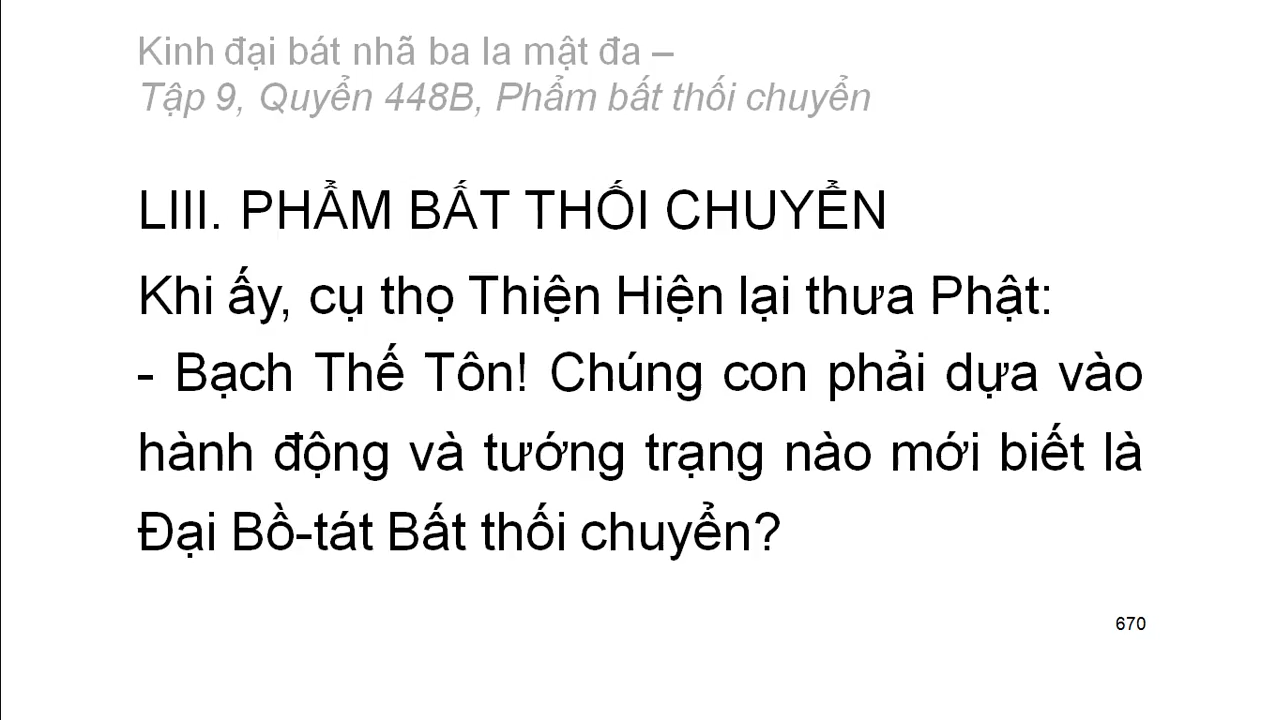 Kinh đại bát nhã ba la mật đa –
Tập 9, Quyển 448B, Phẩm bất thối chuyển
LIII. PHẨM BẤT THỐI CHUYỂN
Khi ấy, cụ thọ Thiện Hiện lại thưa Phật:
- Bạch Thế Tôn! Chúng con phải dựa vào
hành động và tướng trạng nào mới biết là
Đại Bồ-tát Bất thối chuyển?
670